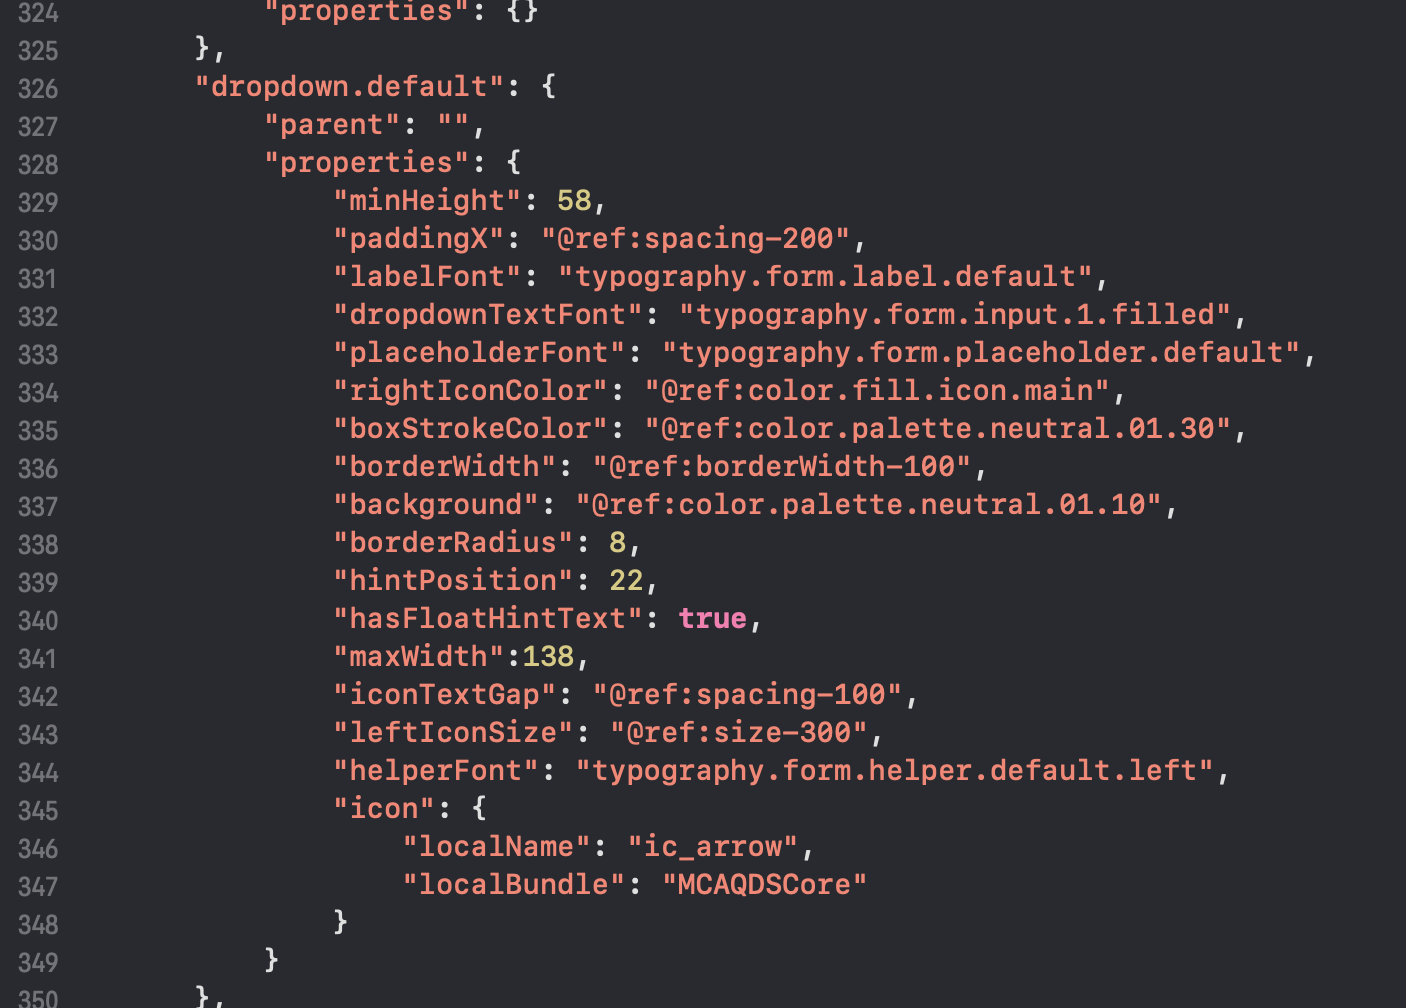 324 "properties": {}
325 },
326 "dropdown.default": {
327 "parent": "",
328 "properties": {
329 "minHeight": 58,
330 "paddingX": "@ref:spacing-200",
331 "labelFont": "typography.form.label.default",
332 "dropdownTextFont": "typography.form.input.1.filled",
333 "placeholderFont": "typography.form.placeholder.default",
334 "rightIconColor": "@ref:color.fill.icon.main",
335 "boxStrokeColor": "@ref:color.palette.neutral.01.30",
336 "borderWidth": "@ref:borderWidth-100",
337 "background": "@ref:color.palette.neutral.01.10",
338 "borderRadius": 8,
339 "hintPosition": 22,
340 "hasFloatHintText": true,
341 "maxWidth":138,
342 "iconTextGap": "@ref:spacing-100",
343 "leftIconSize": "@ref:size-300",
344 "helperFont": "typography.form.helper.default.left",
345 "icon": {
346 "localName": "ic_arrow",
347 "localBundle": "MCAQDSCore"
348 }
349 }
350 },